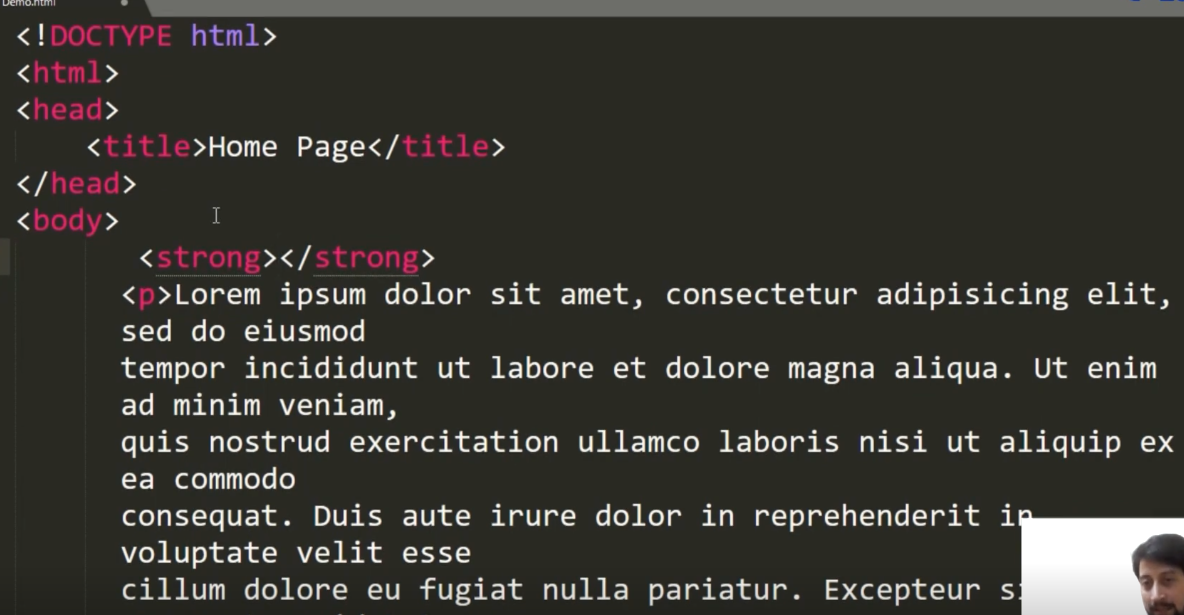 Demo.html
<!DOCTYPE html>
<html>
<head>
<title>Home Page</title>
</head>
<body>
<strong></strong>
<p>Lorem ipsum dolor sit amet, consectetur adipisicing elit,
sed do eiusmod
tempor incididunt ut labore et dolore magna aliqua. Ut enim
ad minim veniam,
quis nostrud exercitation ullamco laboris nisi ut aliquip ex
ea commodo
consequat. Duis aute irure dolor in reprehenderit in
voluptate velit esse
cillum dolore eu fugiat nulla pariatur. Excepteur